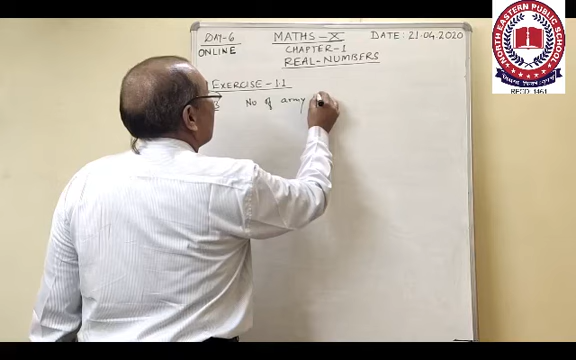 DAY-6 MATHS-X DATE: 21.04.2020
ONLINE CHAPTER-1
REAL-NUMBERS
EXERCISE-1.1
No of army
NORTH EASTERN PUBLIC SCHOOL
REGD. 1461